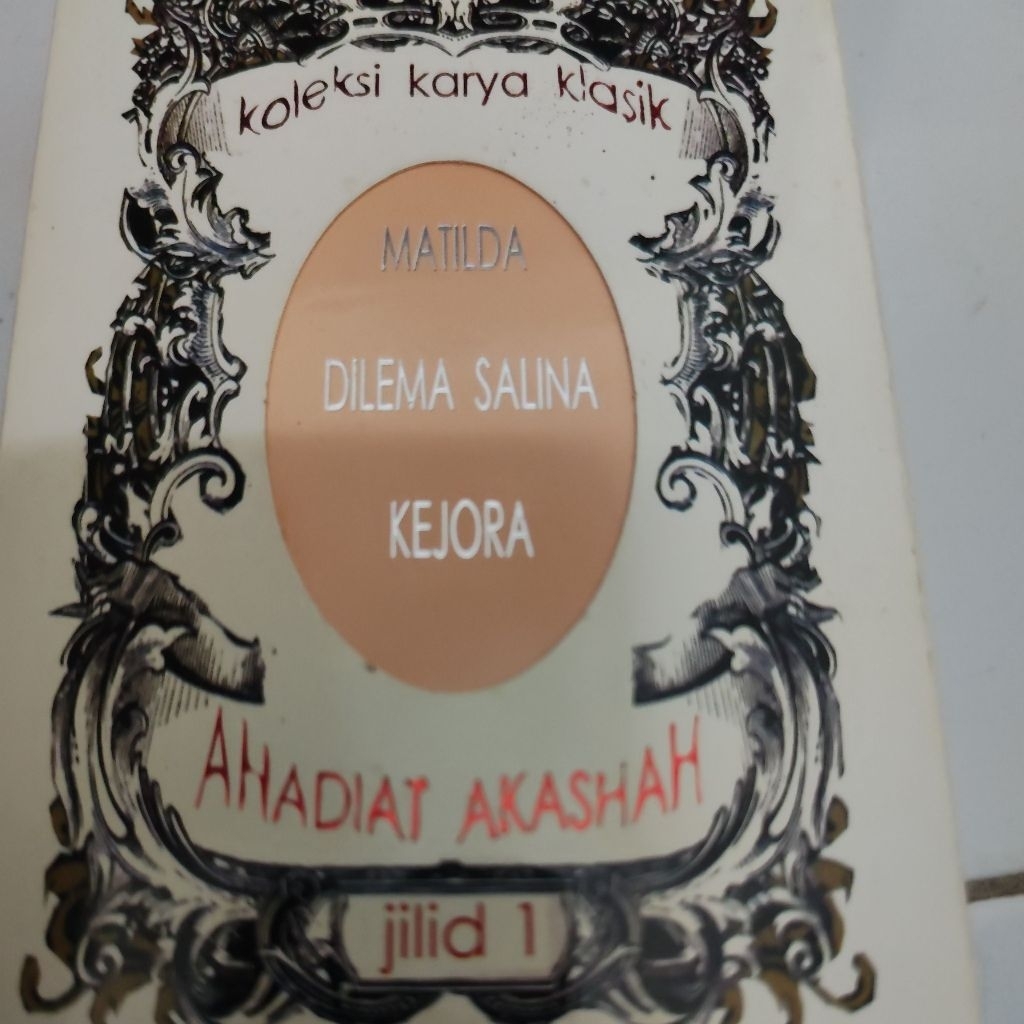 koleksi karya klasik
MATILDA
DILEMA SALINA
KEJORA
AHADIAT AKASHAH
jilid 1